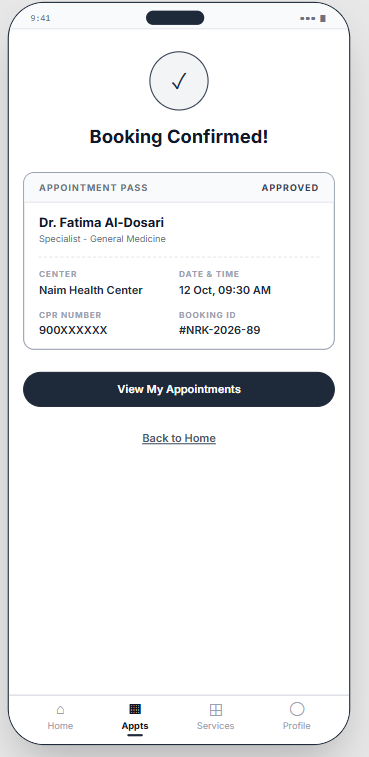 9:41
✓
Booking Confirmed!
APPOINTMENT PASS APPROVED
Dr. Fatima Al-Dosari
Specialist - General Medicine
CENTER DATE & TIME
Naim Health Center 12 Oct, 09:30 AM
CPR NUMBER BOOKING ID
900XXXXXX #NRK-2026-89
View My Appointments
Back to Home
Home Appts Services Profile